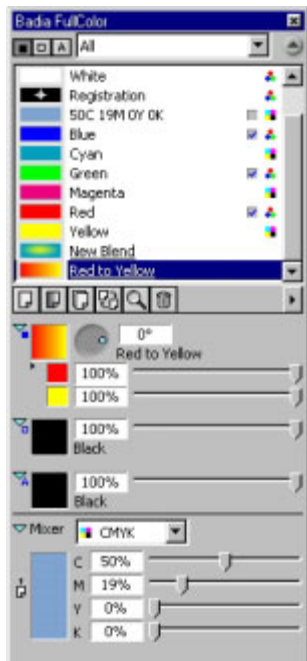 Badia FullColor
A All
White
Registration
50C 19M 0Y 0K
Blue
Cyan
Green
Magenta
Red
Yellow
New Blend
Red to Yellow
0°
Red to Yellow
100%
100%
100%
Black
A 100%
Black
Mixer CMYK
C 50%
M 19%
Y 0%
K 0%